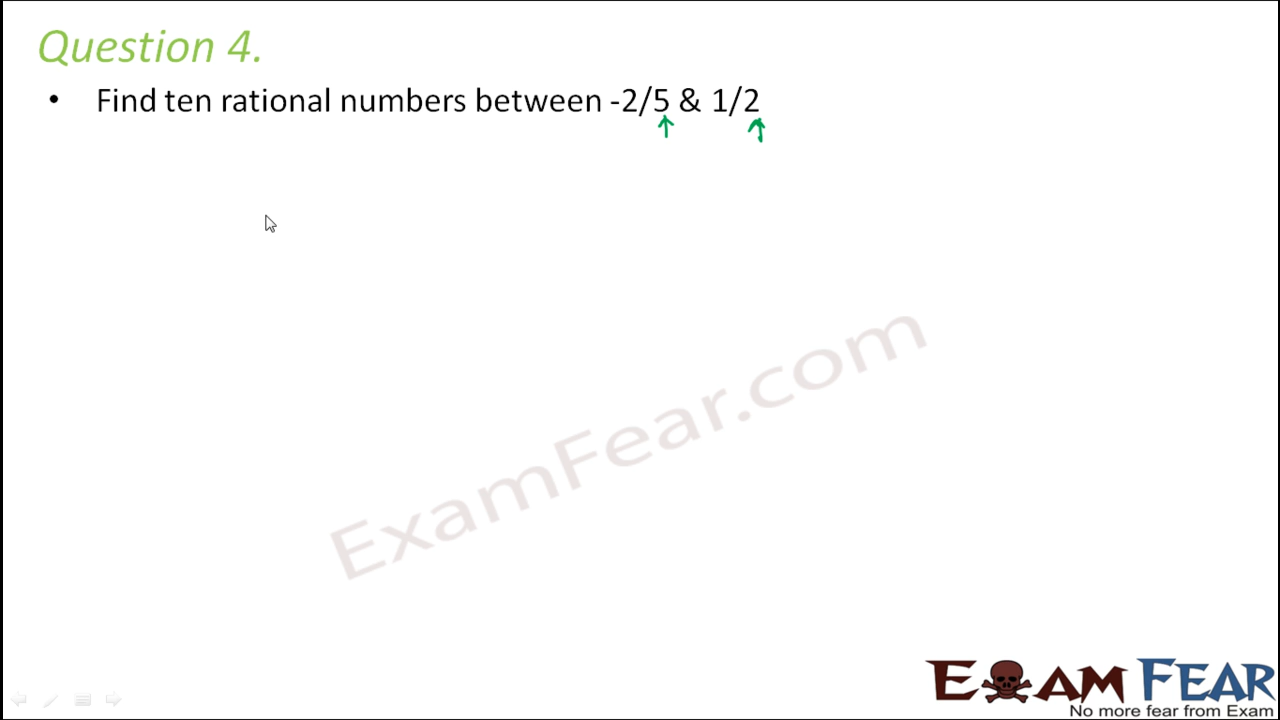 Question 4.
• Find ten rational numbers between -2/5 & 1/2
ExamFear.com
EXAM FEAR
No more fear from Exam